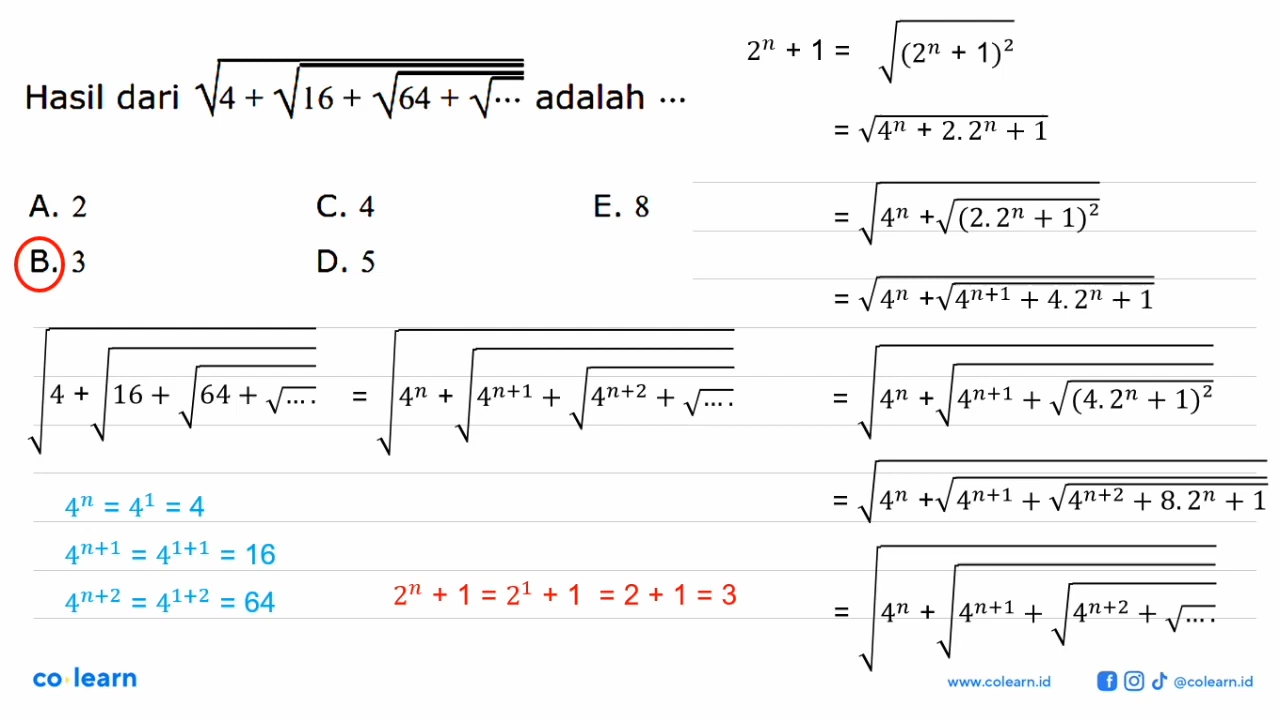 Hasil dari √(4 + √(16 + √(64 + √⋯))) adalah ⋯
A. 2
C. 4
E. 8
B. 3
D. 5
√(4 + √(16 + √(64 + √....))) = √(4ⁿ + √(4ⁿ⁺¹ + √(4ⁿ⁺² + √....)))
4ⁿ = 4¹ = 4
4ⁿ⁺¹ = 4¹⁺¹ = 16
4ⁿ⁺² = 4¹⁺² = 64
2ⁿ + 1 = 2¹ + 1 = 2 + 1 = 3
2ⁿ + 1 = √((2ⁿ + 1)²)
= √(4ⁿ + 2.2ⁿ + 1)
= √(4ⁿ + √((2.2ⁿ + 1)²))
= √(4ⁿ + √(4ⁿ⁺¹ + 4.2ⁿ + 1))
= √(4ⁿ + √(4ⁿ⁺¹ + √((4.2ⁿ + 1)²)))
= √(4ⁿ + √(4ⁿ⁺¹ + √(4ⁿ⁺² + 8.2ⁿ + 1)))
= √(4ⁿ + √(4ⁿ⁺¹ + √(4ⁿ⁺² + √....)))
co learn
www.colearn.id
@colearn.id